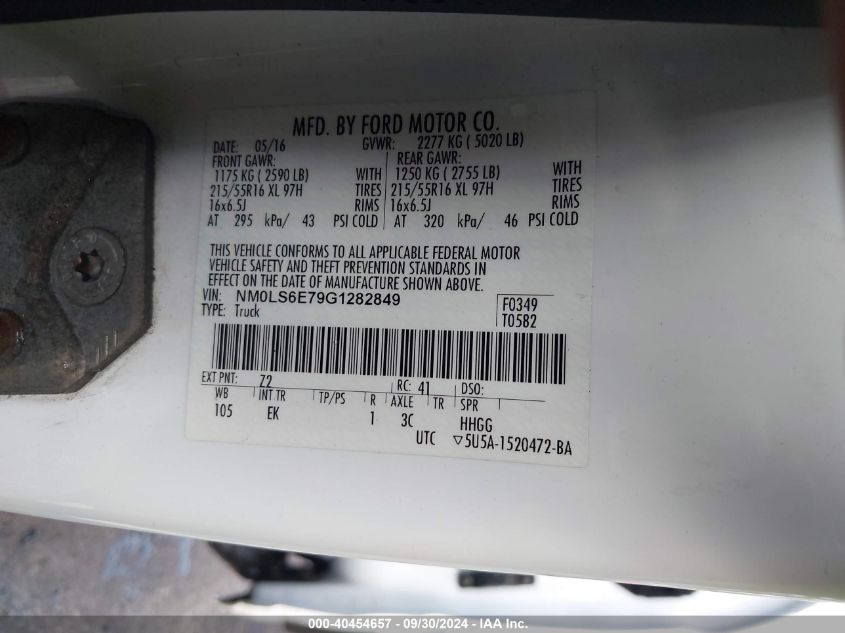 MFD. BY FORD MOTOR CO.
DATE: 05/16 GVWR: 2277 KG ( 5020 LB)
FRONT GAWR: REAR GAWR:
1175 KG ( 2590 LB) WITH 1250 KG ( 2755 LB) WITH
215/55R16 XL 97H TIRES 215/55R16 XL 97H TIRES
16x6.5J RIMS 16x6.5J RIMS
AT 295 kPa/ 43 PSI COLD AT 320 kPa/ 46 PSI COLD
THIS VEHICLE CONFORMS TO ALL APPLICABLE FEDERAL MOTOR
VEHICLE SAFETY AND THEFT PREVENTION STANDARDS IN
EFFECT ON THE DATE OF MANUFACTURE SHOWN ABOVE.
VIN: NM0LS6E79G1282849 F0349
TYPE: Truck T0582
EXT PNT: Z2 RC: 41 DSO:
WB INT TR TP/PS R AXLE TR SPR
105 EK 1 3C HHGG
UTC ▽5U5A-1520472-BA
000-40454657 - 09/30/2024 - IAA Inc.